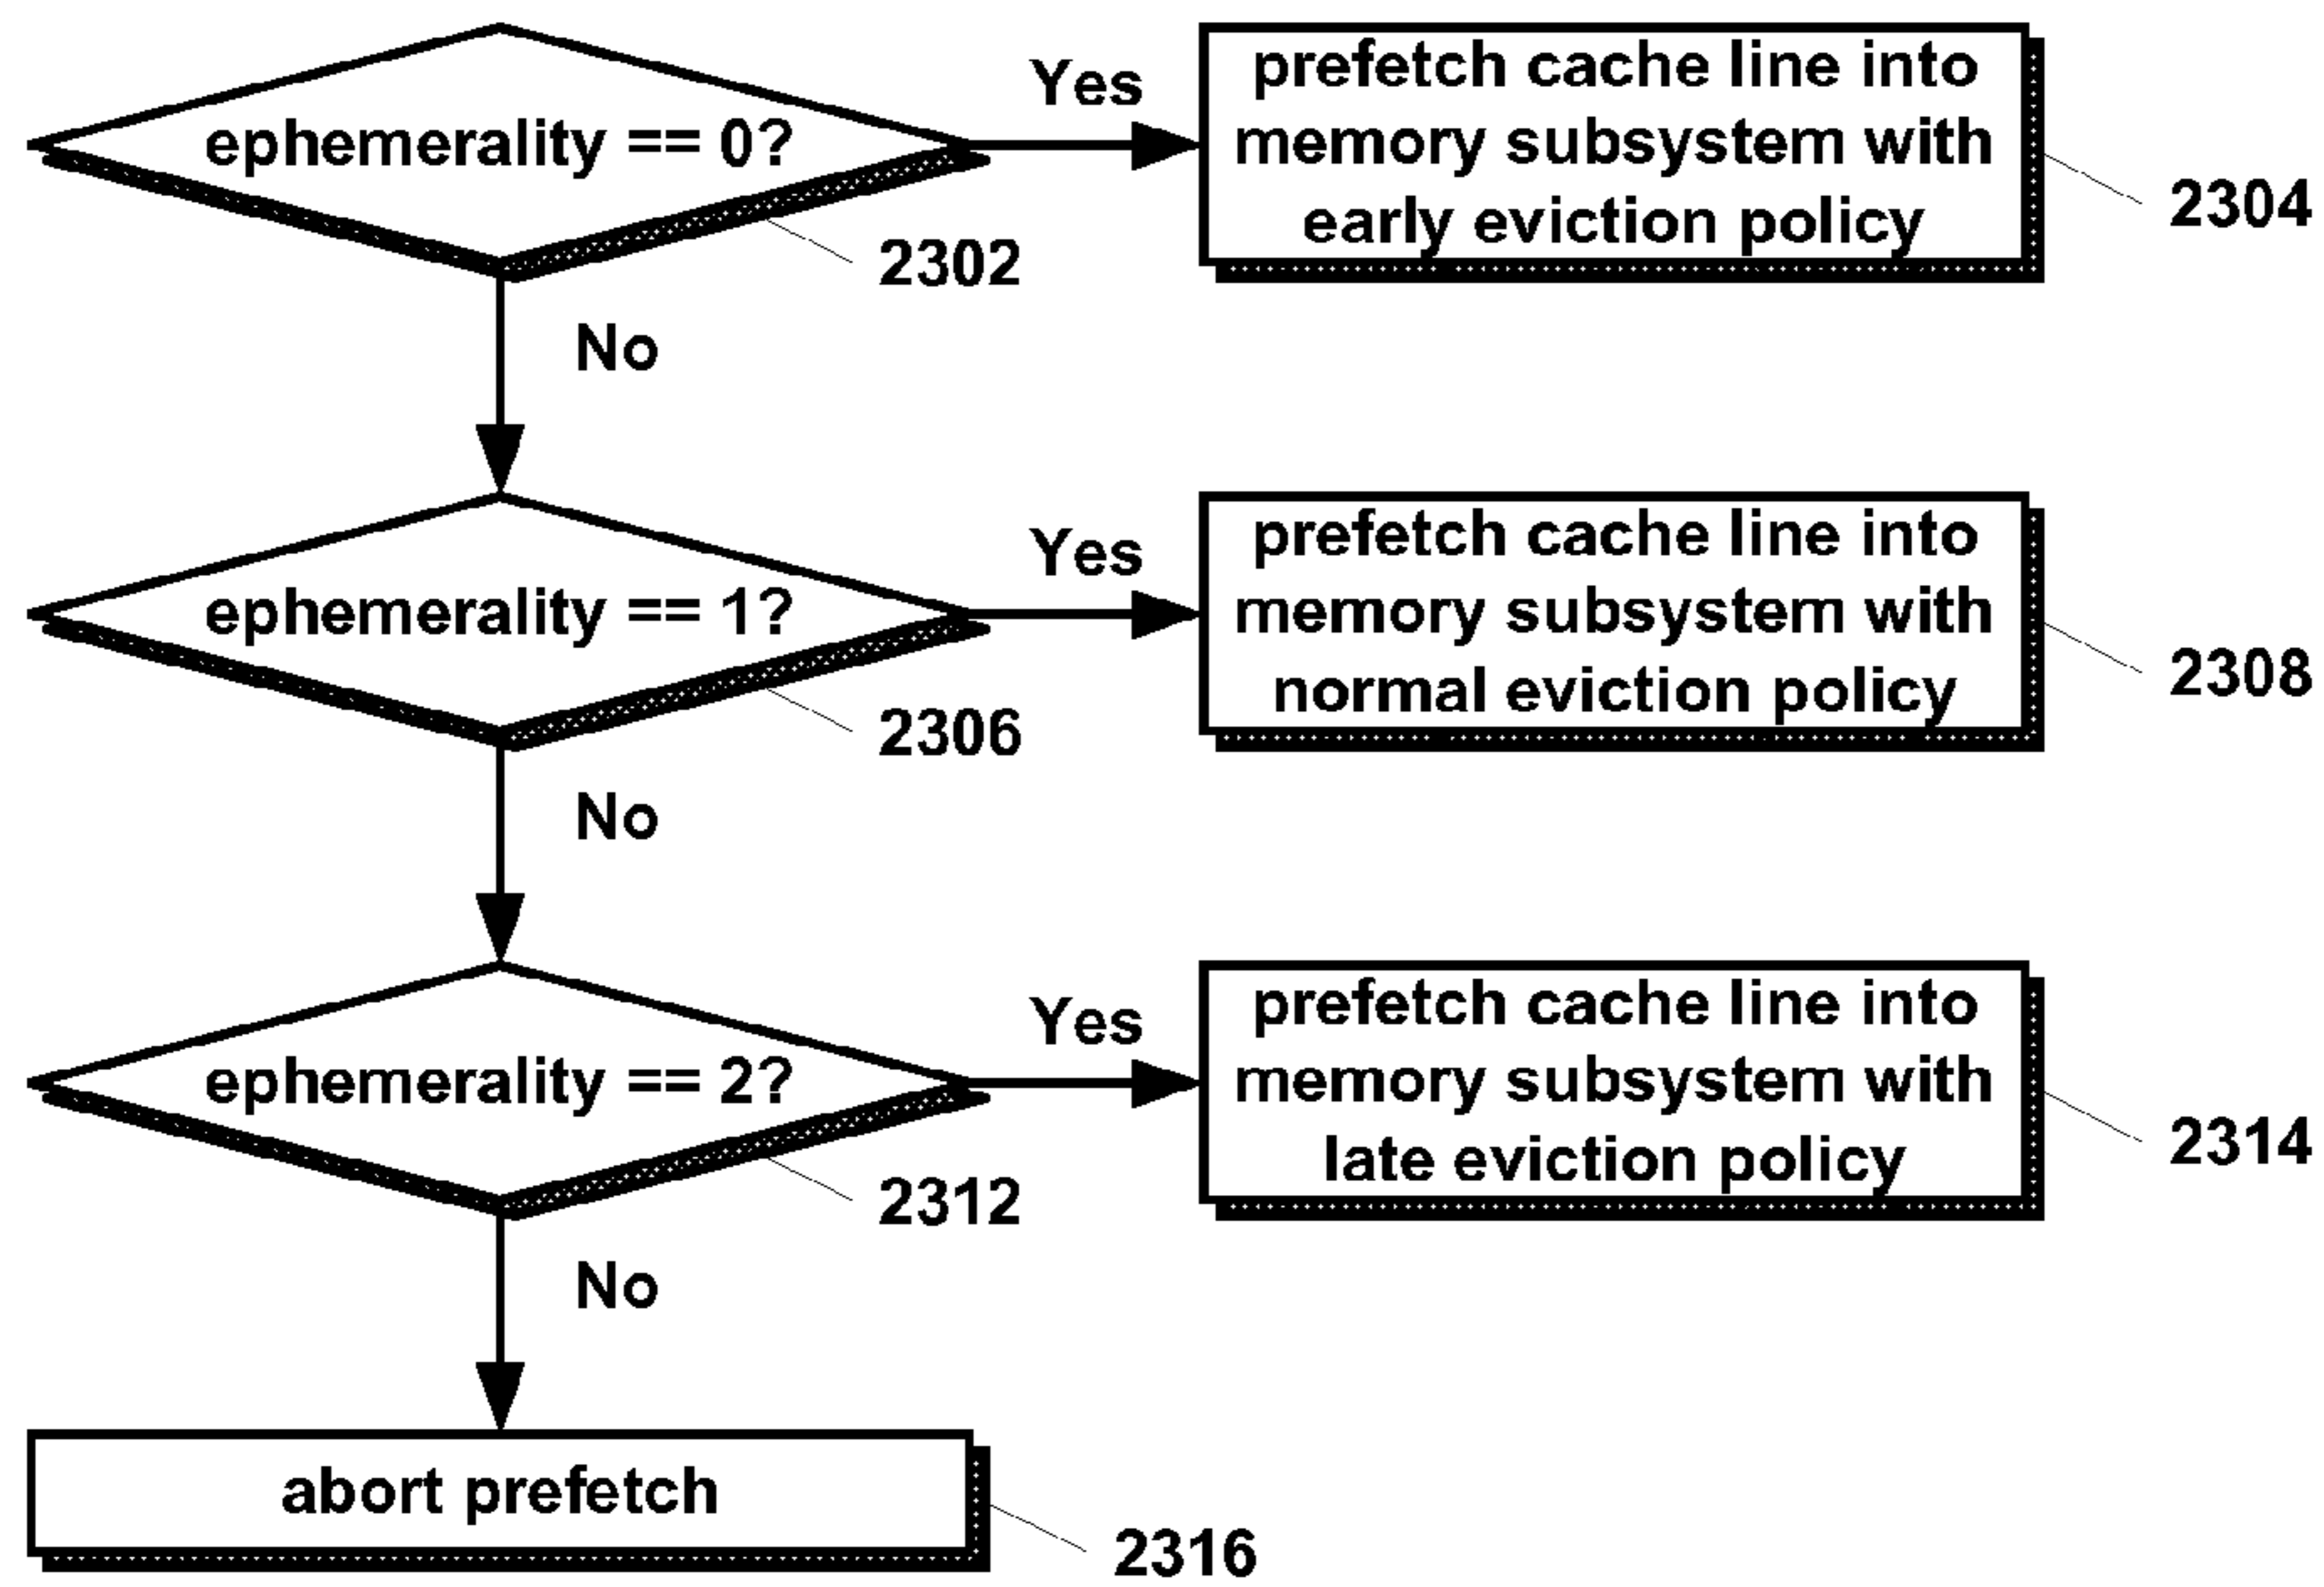 ephemerality == 0?
Yes
prefetch cache line into
memory subsystem with
early eviction policy
2304
2302
No
ephemerality == 1?
Yes
prefetch cache line into
memory subsystem with
normal eviction policy
2308
2306
No
ephemerality == 2?
Yes
prefetch cache line into
memory subsystem with
late eviction policy
2314
2312
No
abort prefetch
2316